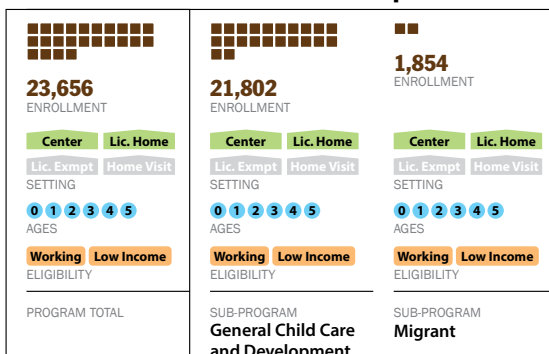 23,656
ENROLLMENT
Center Lic. Home
Lic. Exmpt Home Visit
SETTING
0 1 2 3 4 5
AGES
Working Low Income
ELIGIBILITY
PROGRAM TOTAL
21,802
ENROLLMENT
Center Lic. Home
Lic. Exmpt Home Visit
SETTING
0 1 2 3 4 5
AGES
Working Low Income
ELIGIBILITY
SUB-PROGRAM
General Child Care
and Development
1,854
ENROLLMENT
Center Lic. Home
Lic. Exmpt Home Visit
SETTING
0 1 2 3 4 5
AGES
Working Low Income
ELIGIBILITY
SUB-PROGRAM
Migrant